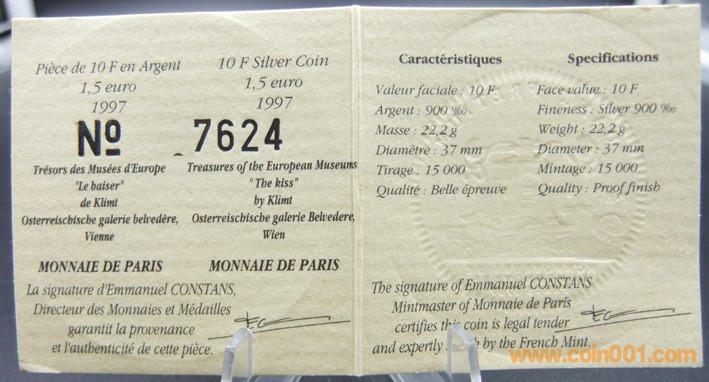 Pièce de 10 F en Argent
1,5 euro
1997
10 F Silver Coin
1,5 euro
1997
Nº 7624
Trésors des Musées d'Europe
"Le baiser"
de Klimt
Osterreischische galerie belvedère,
Vienne
Treasures of the European Museums
"The kiss"
by Klimt
Osterreischische galerie Belvedere,
Wien
MONNAIE DE PARIS
MONNAIE DE PARIS
La signature d'Emmanuel CONSTANS,
Directeur des Monnaies et Médailles
garantit la provenance
et l'authenticité de cette pièce.
Caractéristiques
Valeur faciale : 10 F
Argent : 900 ‰
Masse : 22,2 g
Diamètre : 37 mm
Tirage : 15 000
Qualité : Belle épreuve
Specifications
Face value : 10 F
Fineness : Silver 900 ‰
Weight : 22,2 g
Diameter : 37 mm
Mintage : 15 000
Quality : Proof finish
The signature of Emmanuel CONSTANS
Mintmaster of Monnaie de Paris
certifies this coin is legal tender
and expertly by the French Mint.
www.coin001.com